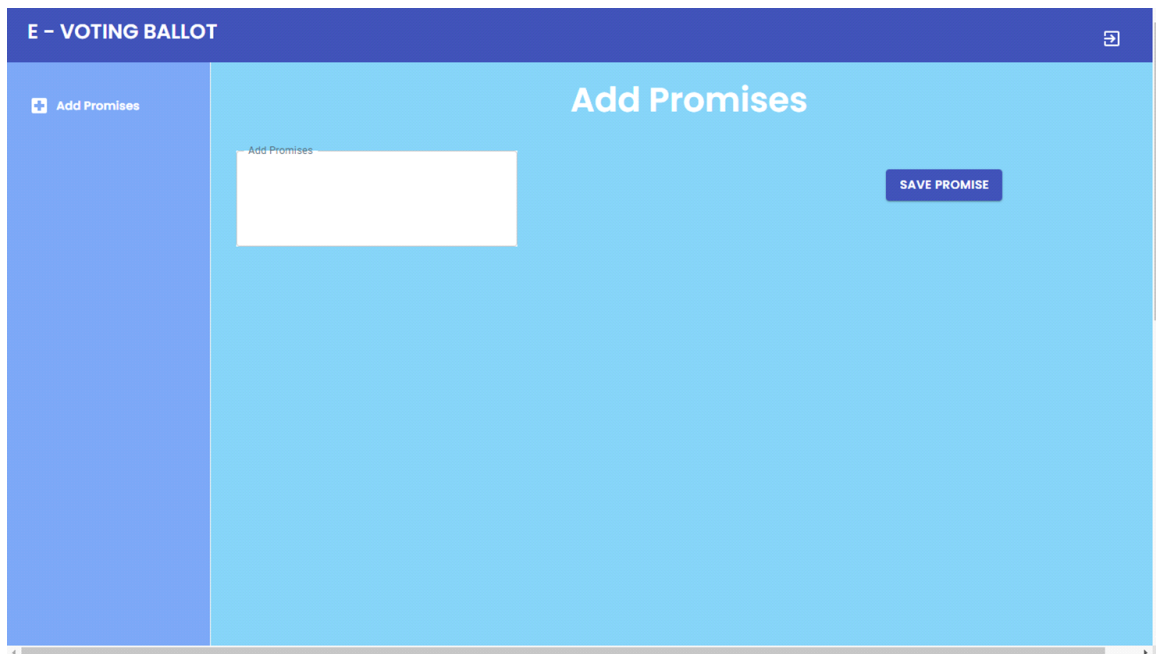 E - VOTING BALLOT
Add Promises
Add Promises
Add Promises
SAVE PROMISE